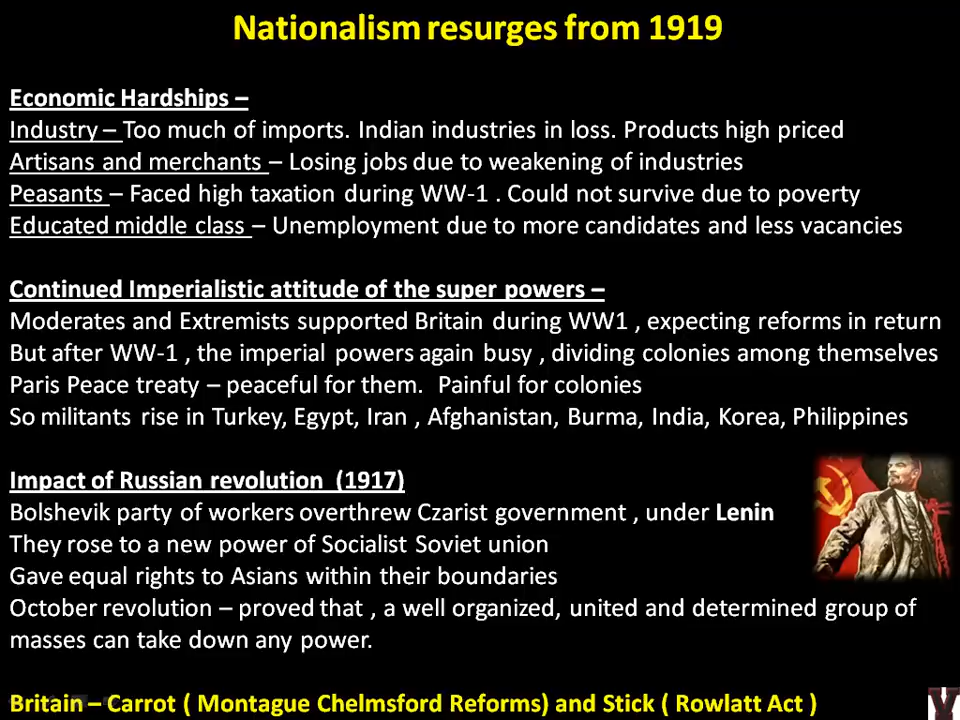 Nationalism resurges from 1919
Economic Hardships –
Industry – Too much of imports. Indian industries in loss. Products high priced
Artisans and merchants – Losing jobs due to weakening of industries
Peasants – Faced high taxation during WW-1 . Could not survive due to poverty
Educated middle class – Unemployment due to more candidates and less vacancies
Continued Imperialistic attitude of the super powers –
Moderates and Extremists supported Britain during WW1 , expecting reforms in return
But after WW-1 , the imperial powers again busy , dividing colonies among themselves
Paris Peace treaty – peaceful for them. Painful for colonies
So militants rise in Turkey, Egypt, Iran , Afghanistan, Burma, India, Korea, Philippines
Impact of Russian revolution (1917)
Bolshevik party of workers overthrew Czarist government , under Lenin
They rose to a new power of Socialist Soviet union
Gave equal rights to Asians within their boundaries
October revolution – proved that , a well organized, united and determined group of
masses can take down any power.
Britain – Carrot ( Montague Chelmsford Reforms) and Stick ( Rowlatt Act )